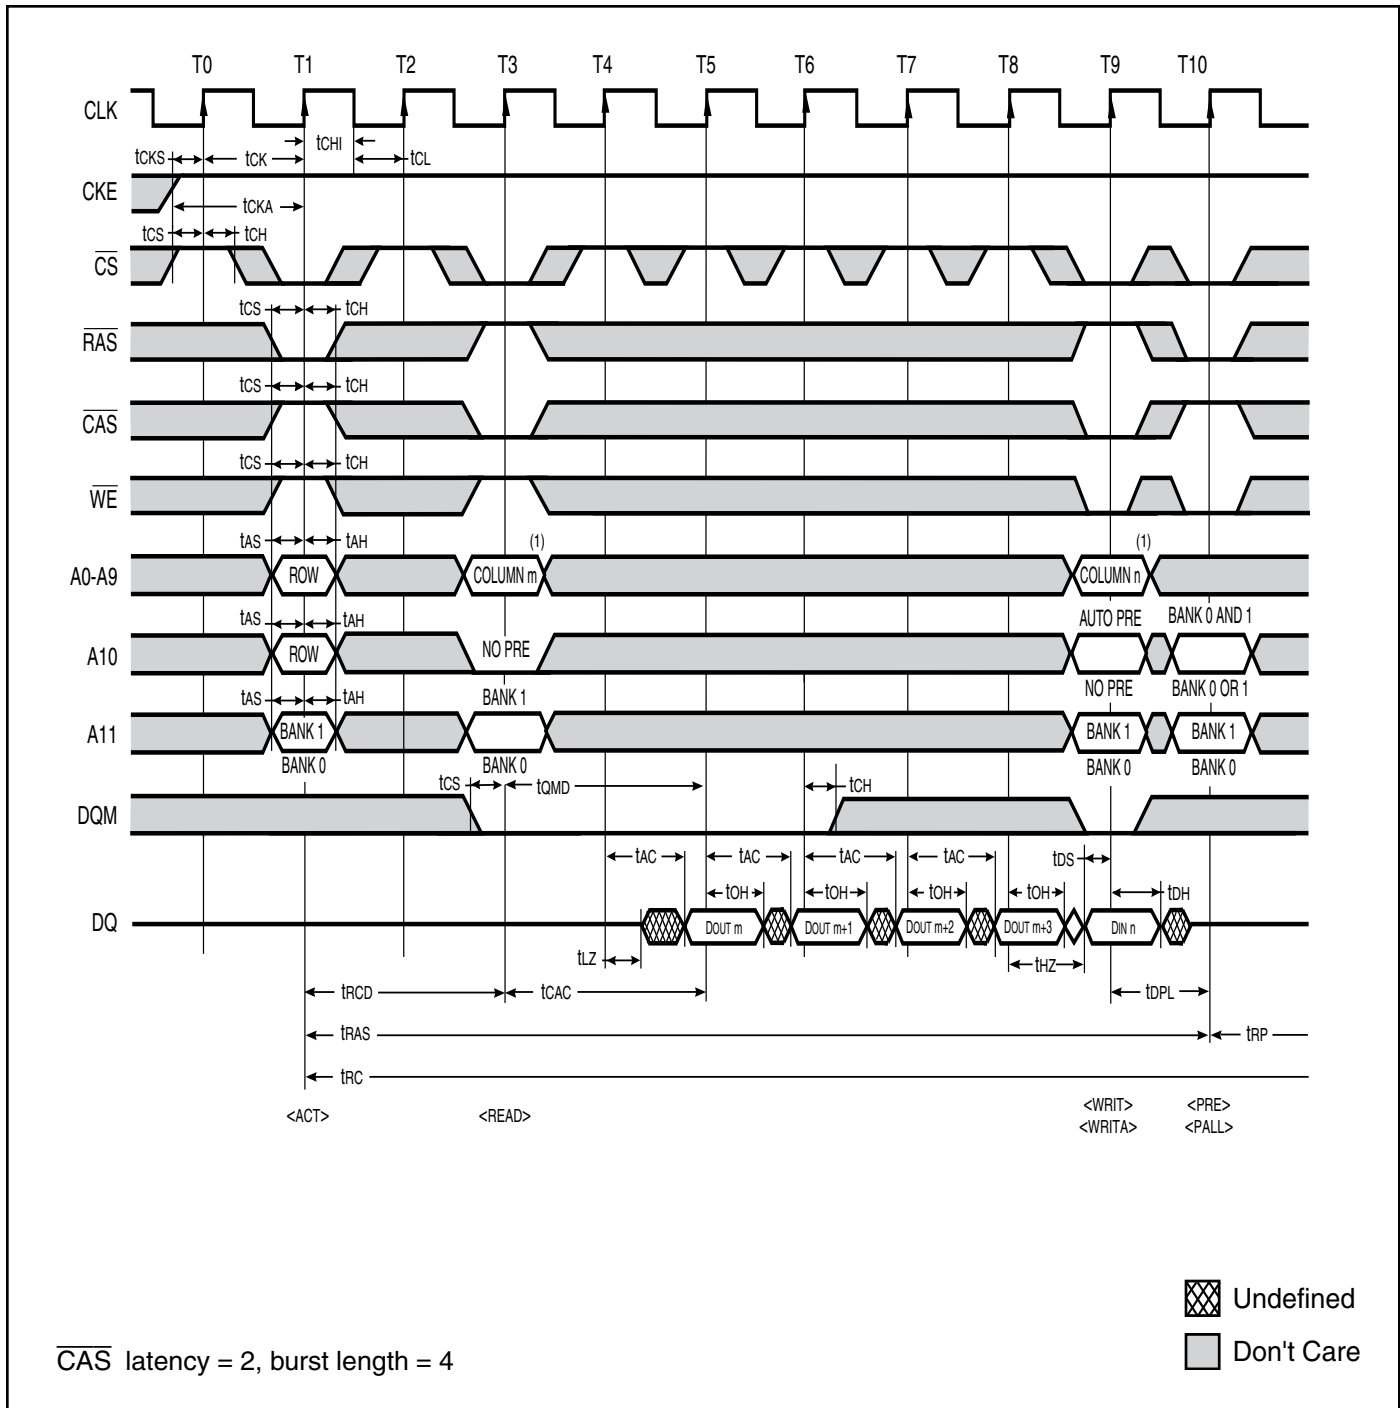 T0 T1 T2 T3 T4 T5 T6 T7 T8 T9 T10
CLK
tCHI
tCKS tCK tCL
CKE
tCKA
tCS tCH
CS
tCS tCH
RAS
tCS tCH
CAS
tCS tCH
WE
tAS tAH (1) (1)
A0-A9 ROW COLUMN m COLUMN n
tAS tAH AUTO PRE BANK 0 AND 1
A10 ROW NO PRE
tAS tAH BANK 1 NO PRE BANK 0 OR 1
A11 BANK 1 BANK 1 BANK 1
BANK 0 BANK 0 BANK 0 BANK 0
tCS tQMD tCH
DQM
tAC tAC tAC tAC tDS
tOH tOH tOH tOH tDH
DQ DOUT m DOUT m+1 DOUT m+2 DOUT m+3 DIN n
tLZ tHZ
tRCD tCAC tDPL
tRAS tRP
tRC
<ACT> <READ> <WRIT> <PRE>
<WRITA> <PALL>
Undefined
Don't Care
CAS latency = 2, burst length = 4